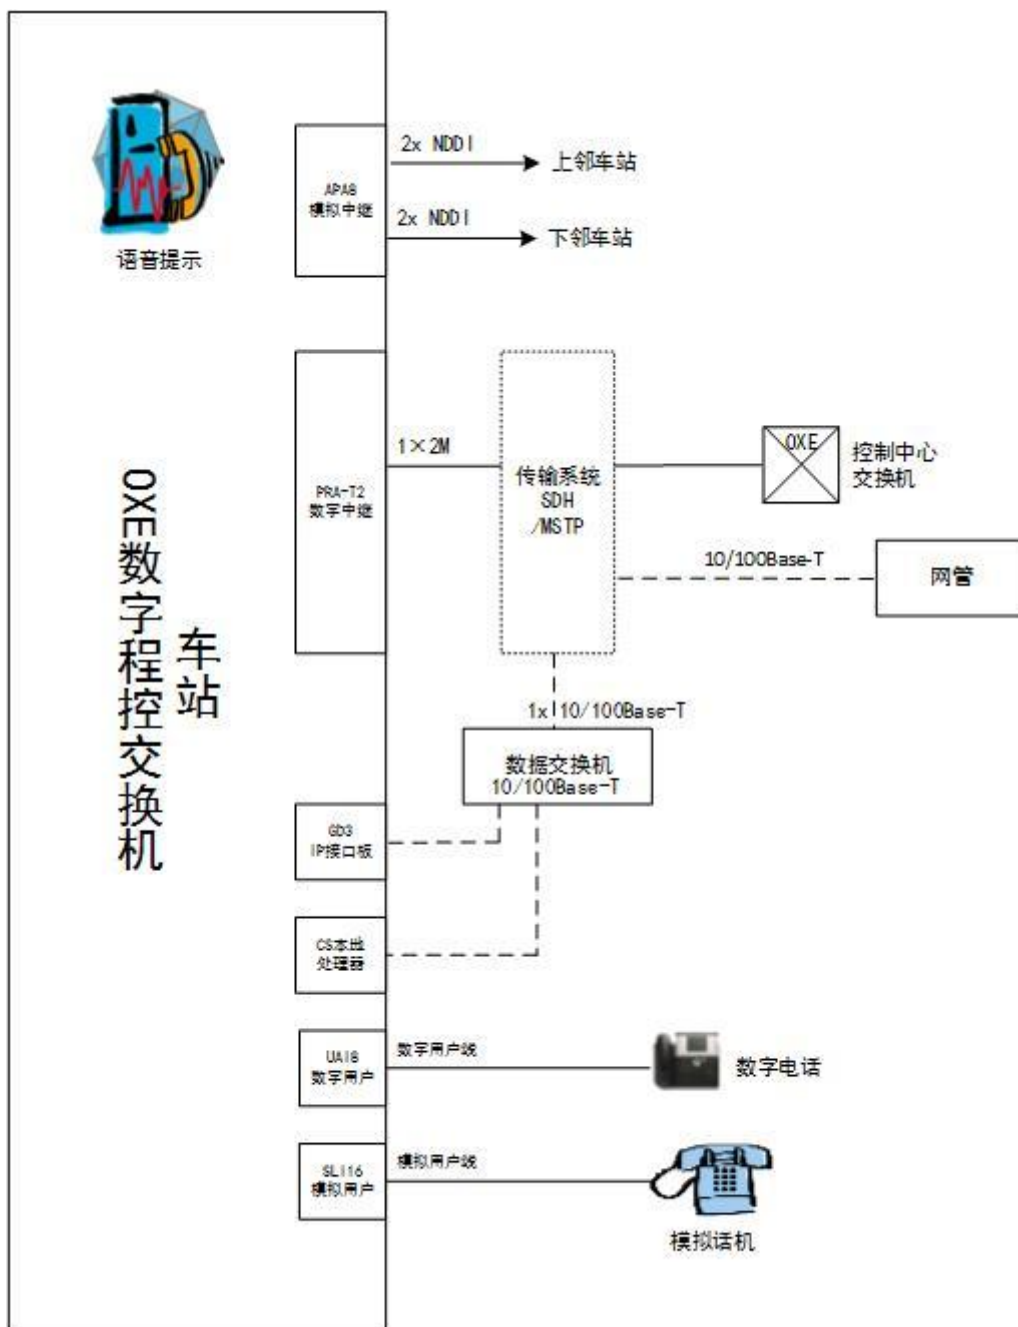 语音提示
APA8
模拟中继
2x NDDI
上邻车站
2x NDDI
下邻车站
OXE数字程控交换机
车站
PRA-T2
数字中继
1×2M
传输系统
SDH
/MSTP
OXE
控制中心
交换机
10/100Base-T
网管
1x 10/100Base-T
数据交换机
10/100Base-T
GD3
IP接口板
CS本地
处理器
UAI8
数字用户
数字用户线
数字电话
SLI16
模拟用户
模拟用户线
模拟话机